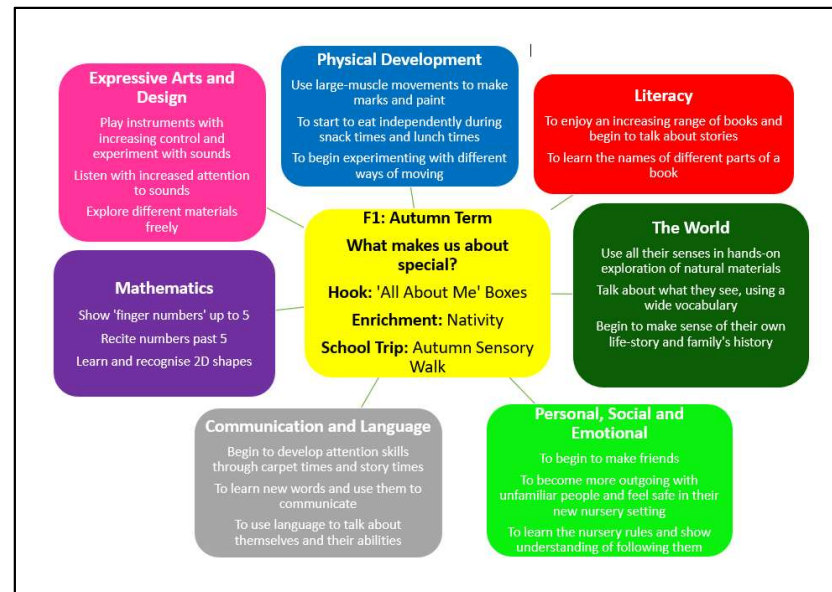 Physical Development
Use large-muscle movements to make
marks and paint
To start to eat independently during
snack times and lunch times
To begin experimenting with different
ways of moving
Expressive Arts and
Design
Play instruments with
increasing control and
experiment with sounds
Listen with increased attention
to sounds
Explore different materials
freely
Literacy
To enjoy an increasing range of books and
begin to talk about stories
To learn the names of different parts of a
book
F1: Autumn Term
What makes us about
special?
Hook: 'All About Me' Boxes
Enrichment: Nativity
School Trip: Autumn Sensory
Walk
The World
Use all their senses in hands-on
exploration of natural materials
Talk about what they see, using a
wide vocabulary
Begin to make sense of their own
life-story and family's history
Mathematics
Show 'finger numbers' up to 5
Recite numbers past 5
Learn and recognise 2D shapes
Communication and Language
Begin to develop attention skills
through carpet times and story times
To learn new words and use them to
communicate
To use language to talk about
themselves and their abilities
Personal, Social and
Emotional
To begin to make friends
To become more outgoing with
unfamiliar people and feel safe in their
new nursery setting
To learn the nursery rules and show
understanding of following them